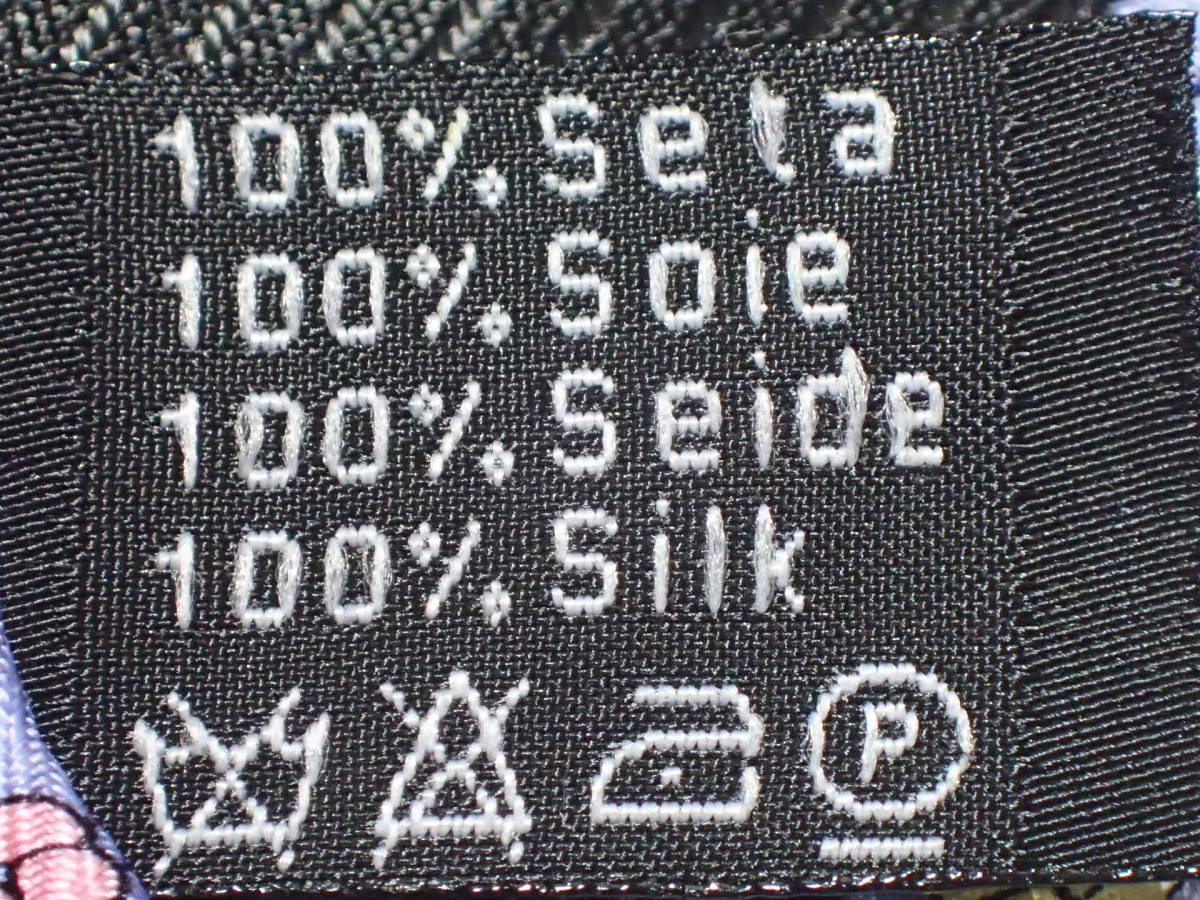 100% Seta
100% Soie
100% Seide
100% Silk
P